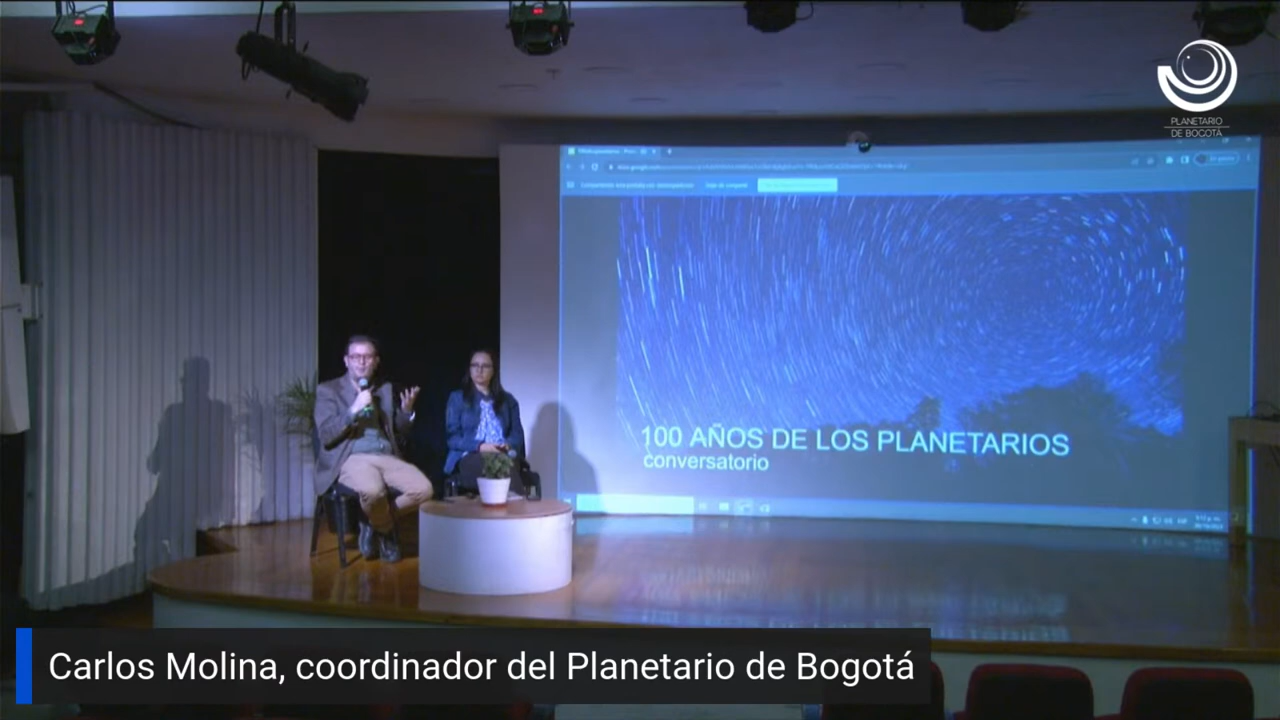 PLANETARIO
DE BOGOTÁ
100 AÑOS DE LOS PLANETARIOS
conversatorio
Carlos Molina, coordinador del Planetario de Bogotá